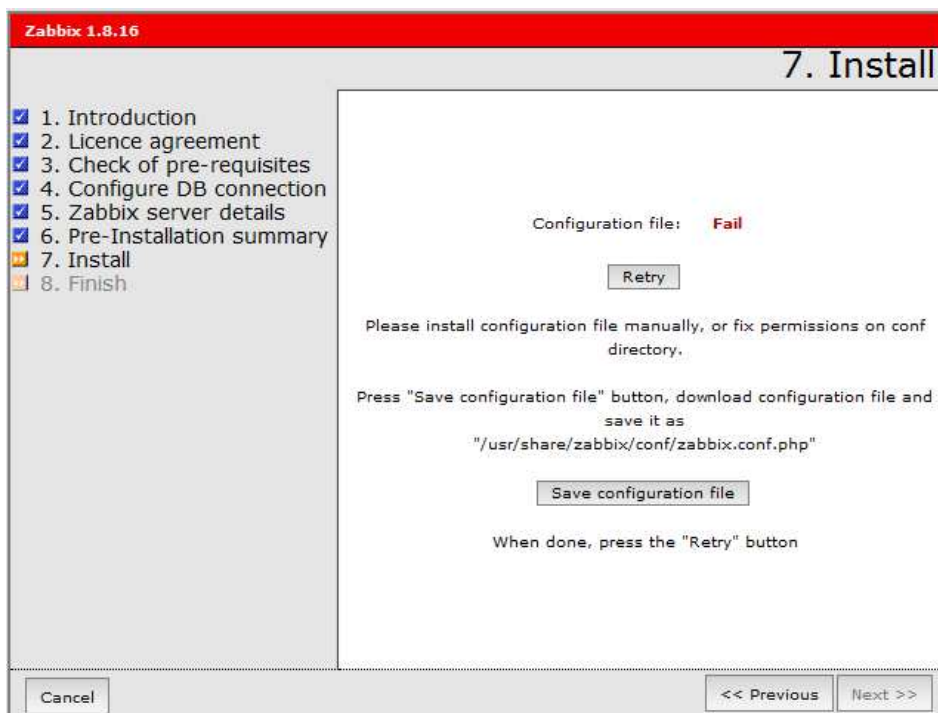 Zabbix 1.8.16
7. Install
1. Introduction
2. Licence agreement
3. Check of pre-requisites
4. Configure DB connection
5. Zabbix server details
6. Pre-Installation summary
7. Install
8. Finish
Configuration file: Fail
Retry
Please install configuration file manually, or fix permissions on conf
directory.
Press "Save configuration file" button, download configuration file and
save it as
"/usr/share/zabbix/conf/zabbix.conf.php"
Save configuration file
When done, press the "Retry" button
Cancel
<< Previous
Next >>